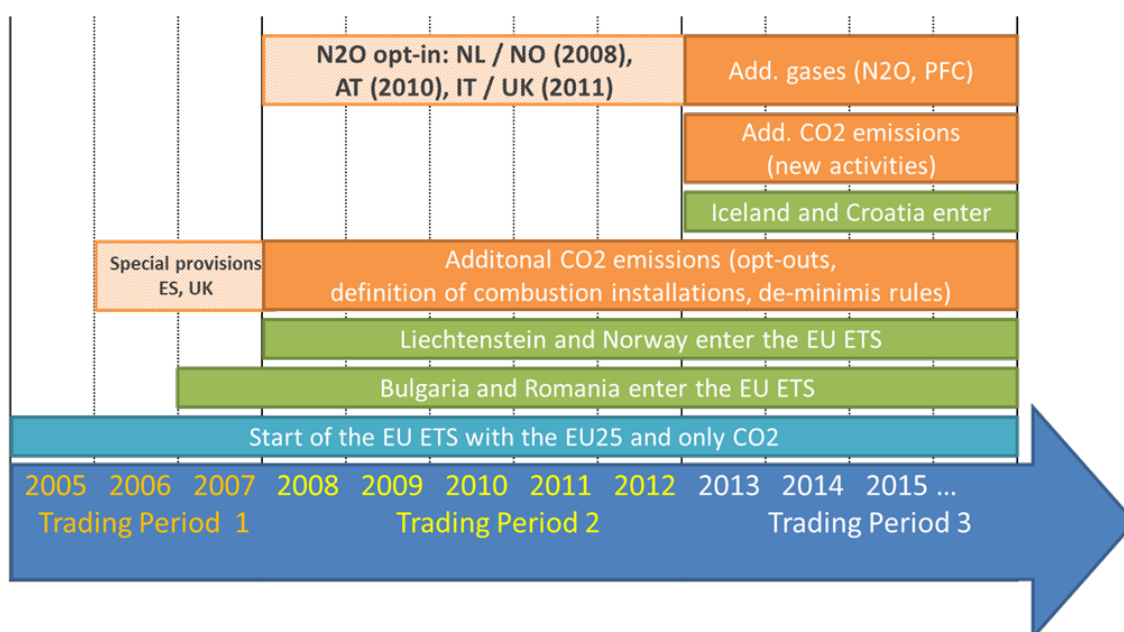 N2O opt-in: NL / NO (2008),
AT (2010), IT / UK (2011)
Add. gases (N2O, PFC)
Add. CO2 emissions
(new activities)
Iceland and Croatia enter
Special provisions
ES, UK
Additonal CO2 emissions (opt-outs,
definition of combustion installations, de-minimis rules)
Liechtenstein and Norway enter the EU ETS
Bulgaria and Romania enter the EU ETS
Start of the EU ETS with the EU25 and only CO2
2005 2006 2007 2008 2009 2010 2011 2012 2013 2014 2015 ...
Trading Period 1 Trading Period 2 Trading Period 3